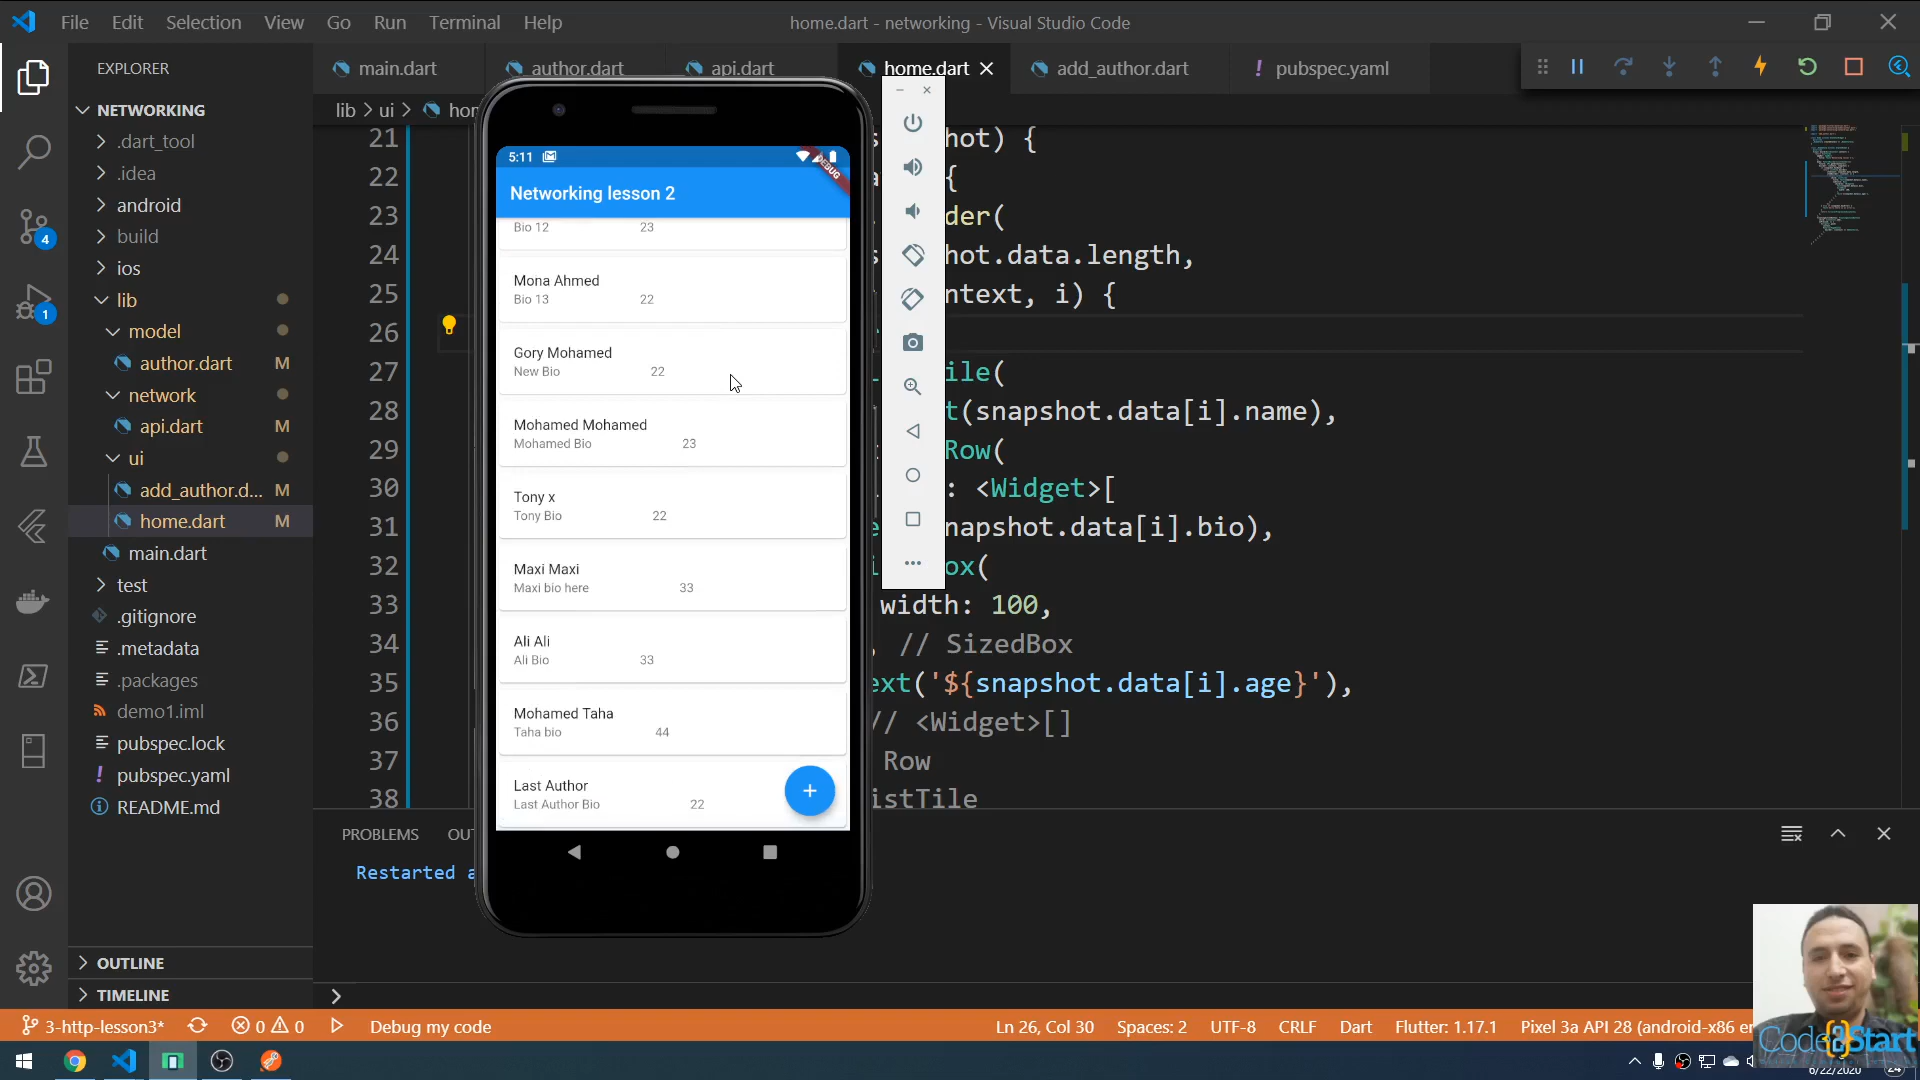 File Edit Selection View Go Run Terminal Help
home.dart - networking - Visual Studio Code
EXPLORER
main.dart
author.dart
api.dart
home.dart
add_author.dart
! pubspec.yaml
NETWORKING
.dart_tool
.idea
android
build
ios
lib
model
author.dart M
network
api.dart M
ui
add_author.d... M
home.dart M
main.dart
test
.gitignore
.metadata
.packages
demo1.iml
pubspec.lock
! pubspec.yaml
README.md
OUTLINE
TIMELINE
4
1
lib > ui >
21 hot) {
22 {
23 der(
24 hot.data.length,
25 ntext, i) {
26
27 ile(
28 t(snapshot.data[i].name),
29 Row(
30 : <Widget>[
31 napshot.data[i].bio),
32 ox(
33 width: 100,
34 , // SizedBox
35 ext('${snapshot.data[i].age}'),
36 // <Widget>[]
37 Row
38 istTile
5:11
DEBUG
Networking lesson 2
Bio 12 23
Mona Ahmed
Bio 13 22
Gory Mohamed
New Bio 22
Mohamed Mohamed
Mohamed Bio 23
Tony x
Tony Bio 22
Maxi Maxi
Maxi bio here 33
Ali Ali
Ali Bio 33
Mohamed Taha
Taha bio 44
Last Author
Last Author Bio 22
+
PROBLEMS OU
Restarted a
3-http-lesson3* 0 0 Debug my code
Ln 26, Col 30 Spaces: 2 UTF-8 CRLF Dart Flutter: 1.17.1 Pixel 3a API 28 (android-x86 e
Code{2}Start
6/22/2020
24